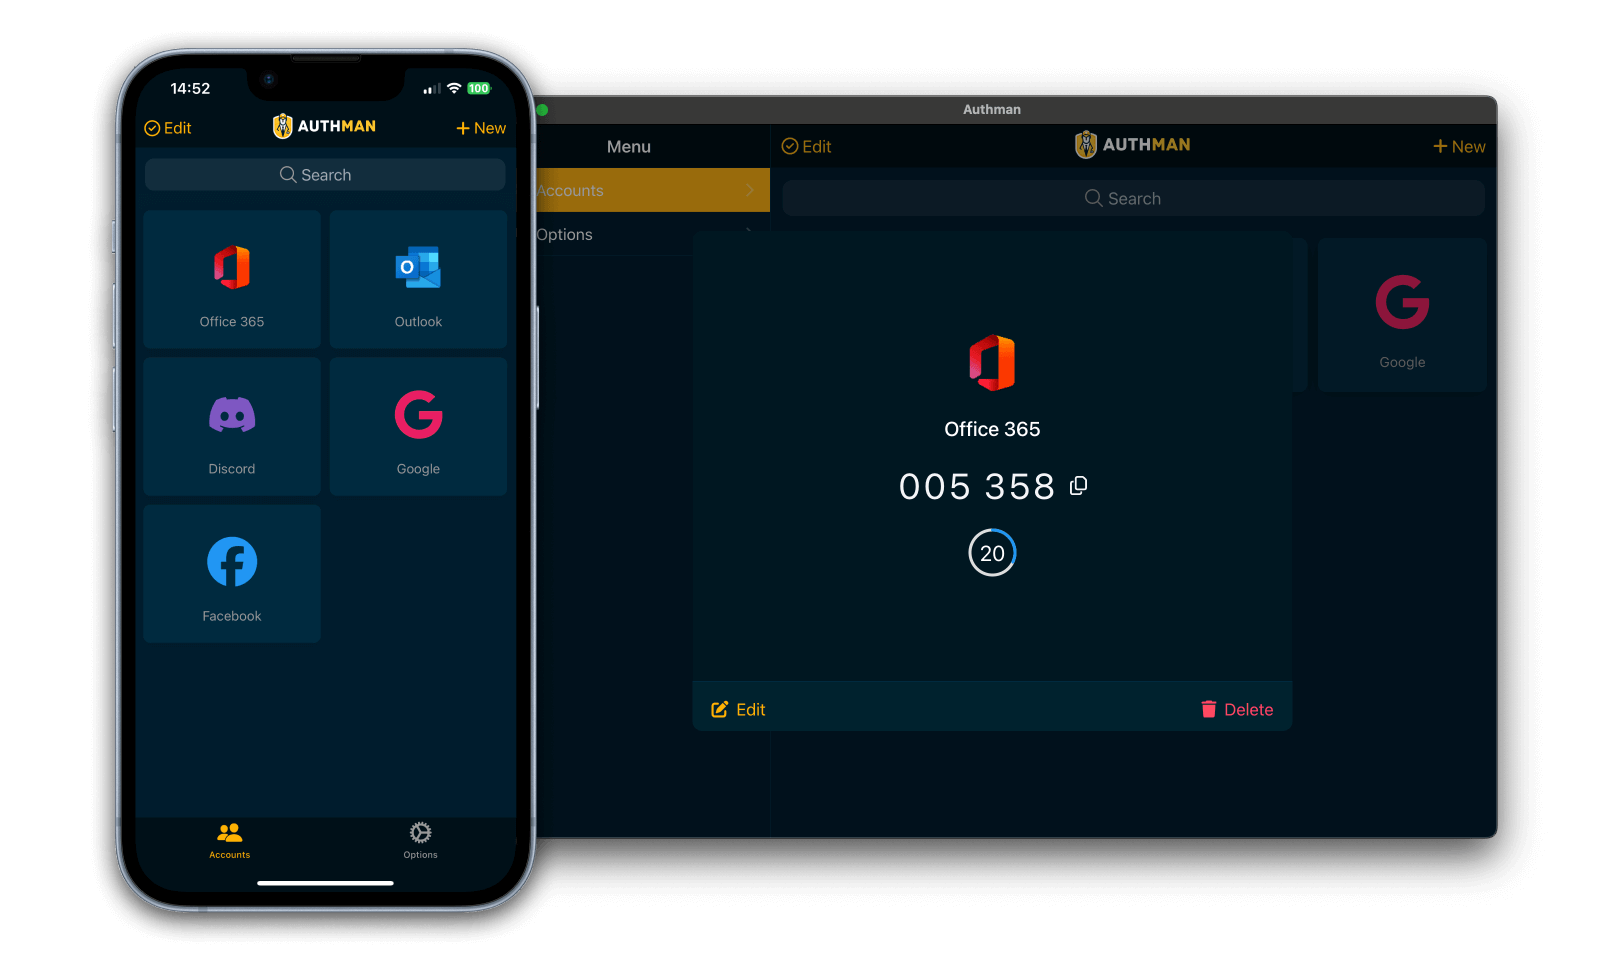 14:52
100
Edit
AUTHMAN
New
Search
Office 365
Outlook
Discord
Google
Facebook
Accounts
Options
Authman
Menu
Accounts
Options
Edit
AUTHMAN
New
Search
Google
Office 365
005 358
20
Edit
Delete